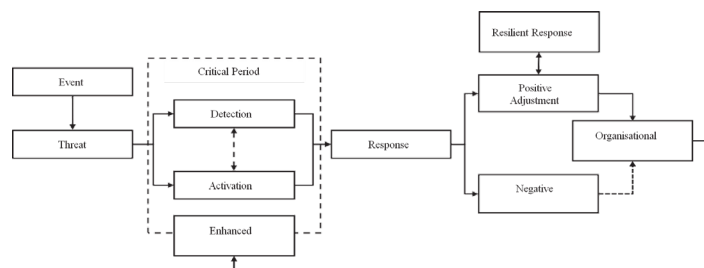 Resilient Response
Critical Period
Event
Positive
Adjustment
Detection
Organisational
Threat
Response
Activation
Negative
Enhanced